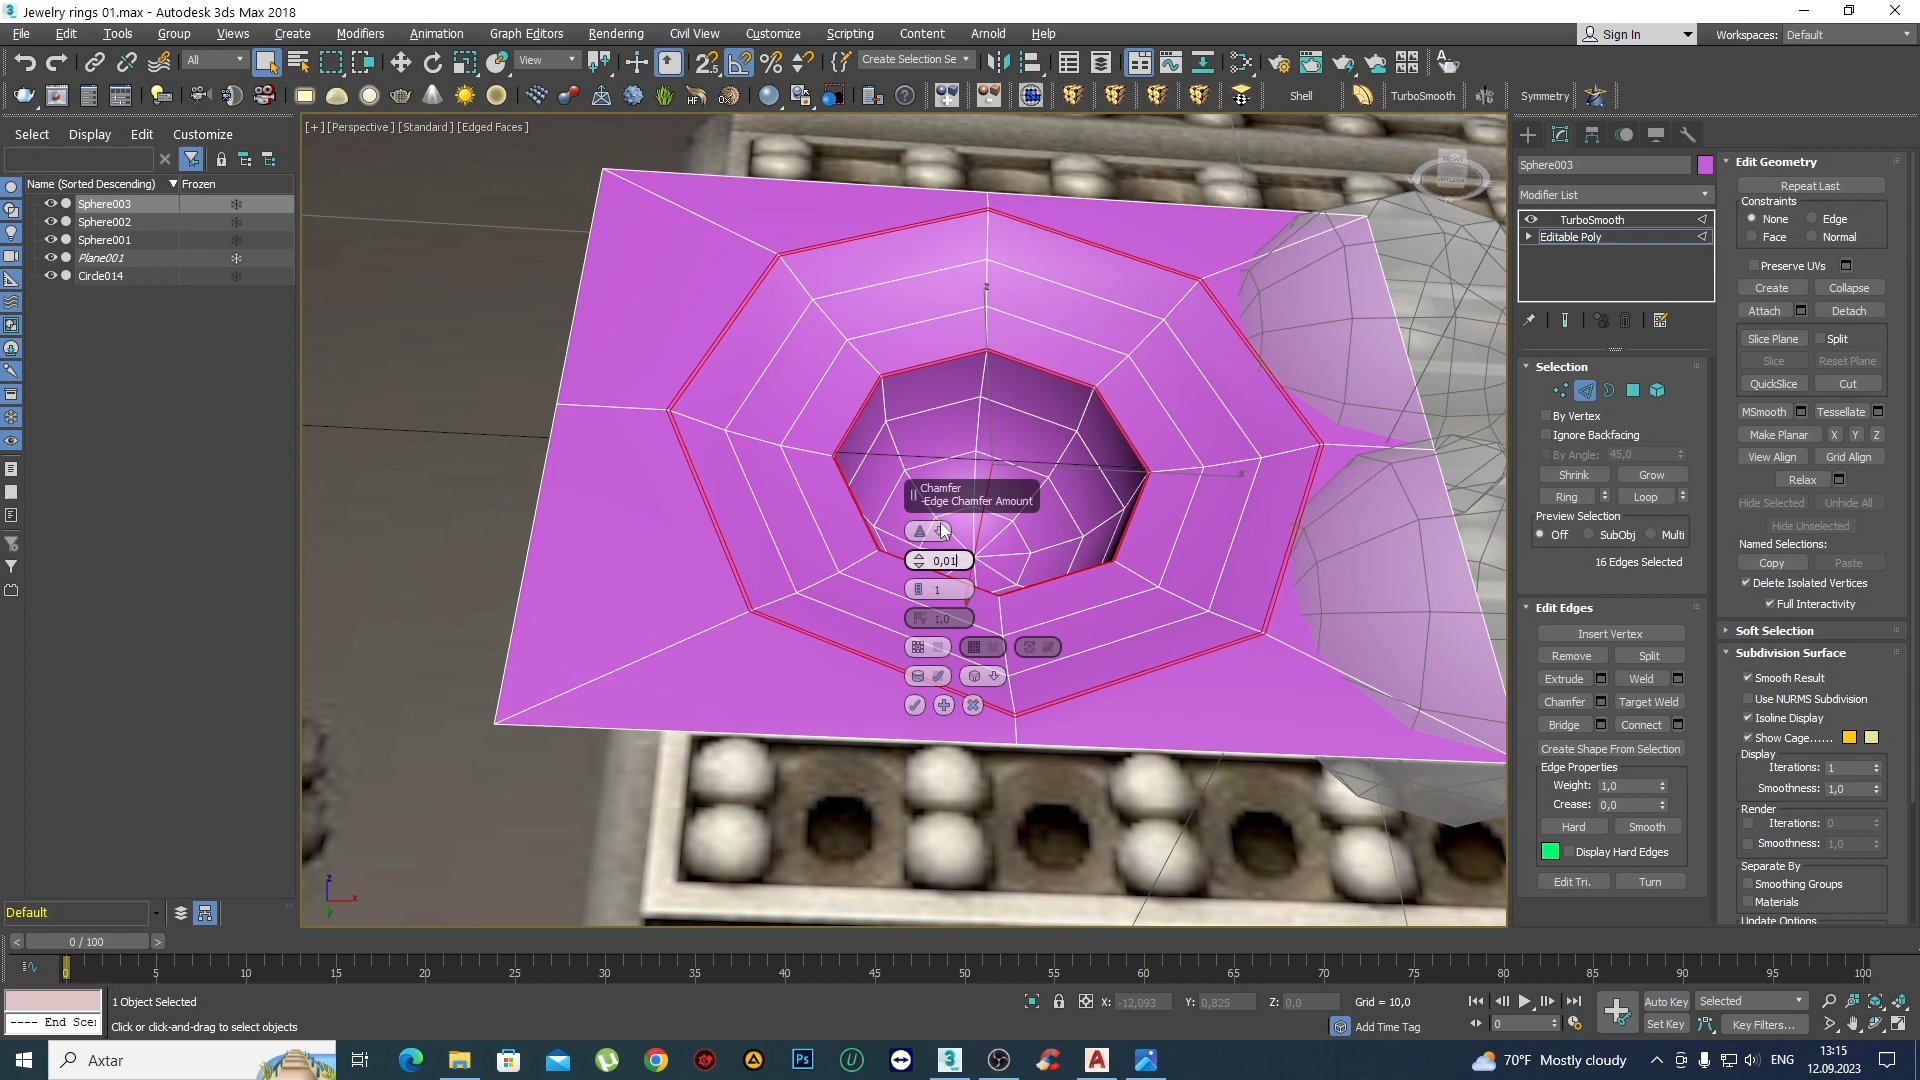 Jewelry rings 01.max - Autodesk 3ds Max 2018
File Edit Tools Group Views Create Modifiers Animation Graph Editors Rendering Civil View Customize Scripting Content Arnold Help
Sign In Workspaces: Default
All View Create Selection Se
HF Shell TurboSmooth Symmetry
Select Display Edit Customize
Name (Sorted Descending) Frozen
Sphere003
Sphere002
Sphere001
Plane001
Circle014
[+] [Perspective ] [Standard ] [Edged Faces ]
FRONT
Chamfer
-Edge Chamfer Amount
0,01
1
1,0
z
x
z
x
y
Sphere003
Modifier List
TurboSmooth
Editable Poly
Selection
By Vertex
Ignore Backfacing
By Angle: 45,0
Shrink Grow
Ring Loop
Preview Selection
Off SubObj Multi
16 Edges Selected
Edit Edges
Insert Vertex
Remove Split
Extrude Weld
Chamfer Target Weld
Bridge Connect
Create Shape From Selection
Edge Properties
Weight: 1,0
Crease: 0,0
Hard Smooth
Display Hard Edges
Edit Tri. Turn
Edit Geometry
Repeat Last
Constraints
None Edge
Face Normal
Preserve UVs
Create Collapse
Attach Detach
Slice Plane Split
Slice Reset Plane
QuickSlice Cut
MSmooth Tessellate
Make Planar X Y Z
View Align Grid Align
Relax
Hide Selected Unhide All
Hide Unselected
Named Selections:
Copy Paste
Delete Isolated Vertices
Full Interactivity
Soft Selection
Subdivision Surface
Smooth Result
Use NURMS Subdivision
Isoline Display
Show Cage......
Display
Iterations: 1
Smoothness: 1,0
Render
Iterations: 0
Smoothness: 1,0
Separate By
Smoothing Groups
Materials
Update Options
Default
0 / 100
0 5 10 15 20 25 30 35 40 45 50 55 60 65 70 75 80 85 90 95 100
1 Object Selected
---- End Sce
Click or click-and-drag to select objects
X: -12,093 Y: 0,825 Z: 0,0 Grid = 10,0
Add Time Tag
0
Auto Key Selected
Set Key Key Filters...
Axtar
Ps
70°F Mostly cloudy
ENG
13:15
12.09.2023